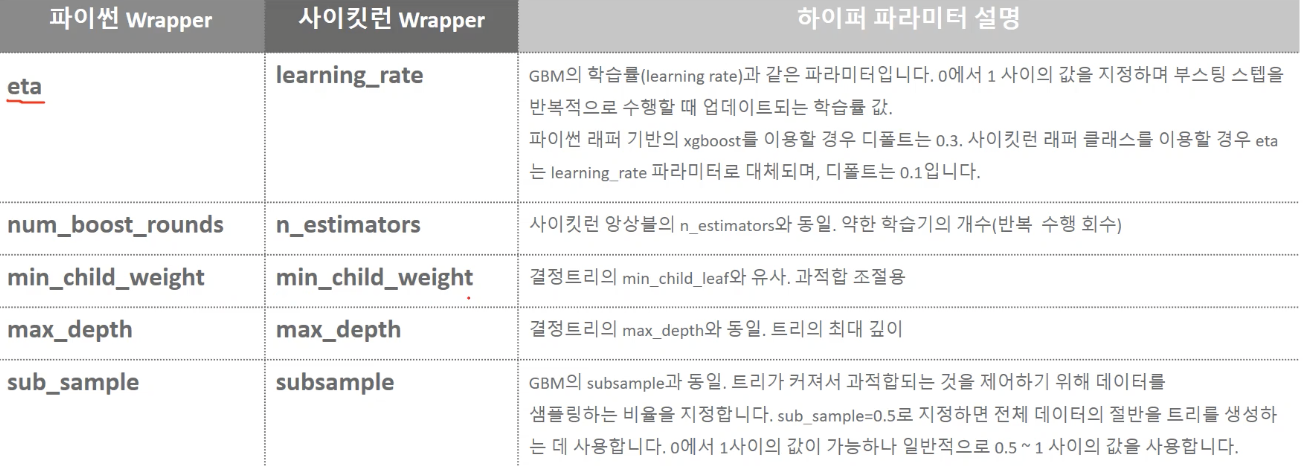 파이썬 Wrapper
사이킷런 Wrapper
하이퍼 파라미터 설명
eta
learning_rate
GBM의 학습률(learning rate)과 같은 파라미터입니다. 0에서 1 사이의 값을 지정하며 부스팅 스텝을
반복적으로 수행할 때 업데이트되는 학습률 값.
파이썬 래퍼 기반의 xgboost를 이용할 경우 디폴트는 0.3. 사이킷런 래퍼 클래스를 이용할 경우 eta
는 learning_rate 파라미터로 대체되며, 디폴트는 0.1입니다.
num_boost_rounds
n_estimators
사이킷런 앙상블의 n_estimators와 동일. 약한 학습기의 개수(반복 수행 회수)
min_child_weight
min_child_weight
결정트리의 min_child_leaf와 유사. 과적합 조절용
max_depth
max_depth
결정트리의 max_depth와 동일. 트리의 최대 깊이
sub_sample
subsample
GBM의 subsample과 동일. 트리가 커져서 과적합되는 것을 제어하기 위해 데이터를
샘플링하는 비율을 지정합니다. sub_sample=0.5로 지정하면 전체 데이터의 절반을 트리를 생성하
는 데 사용합니다. 0에서 1사이의 값이 가능하나 일반적으로 0.5 ~ 1 사이의 값을 사용합니다.